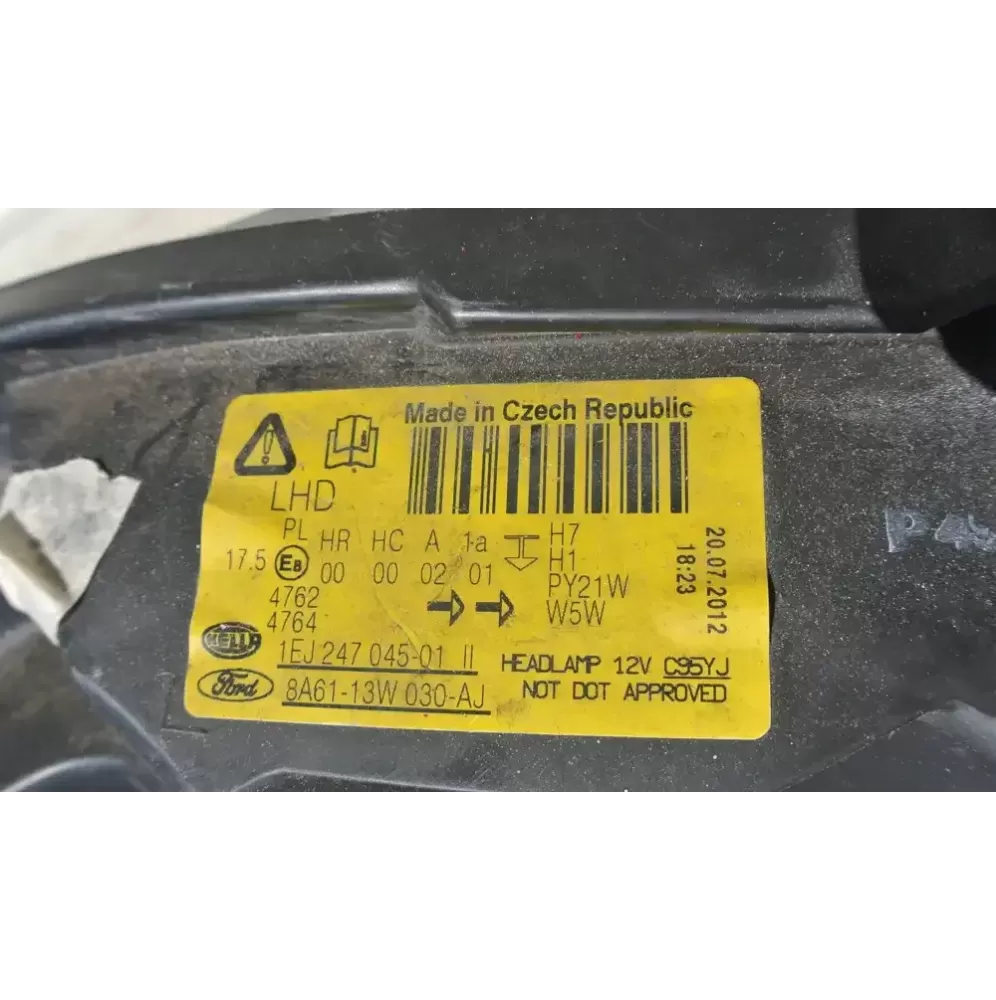 Made in Czech Republic
LHD
PL HR HC A 1a H7
17.5 E8 00 00 02 01 H1
PY21W
4762 W5W
4764
20.07.2012
18:23
HELLA
1EJ 247 045-01 II
HEADLAMP 12V C95YJ
Ford
8A61-13W 030-AJ
NOT DOT APPROVED